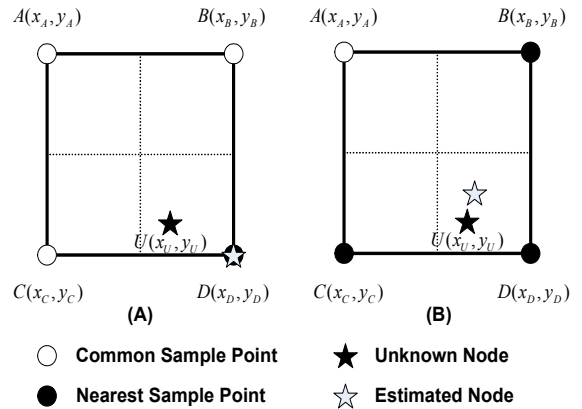 A(x_A, y_A) B(x_B, y_B) A(x_A, y_A) B(x_B, y_B)
U(x_U, y_U) U(x_U, y_U)
C(x_C, y_C) D(x_D, y_D) C(x_C, y_C) D(x_D, y_D)
(A) (B)
Common Sample Point Unknown Node
Nearest Sample Point Estimated Node